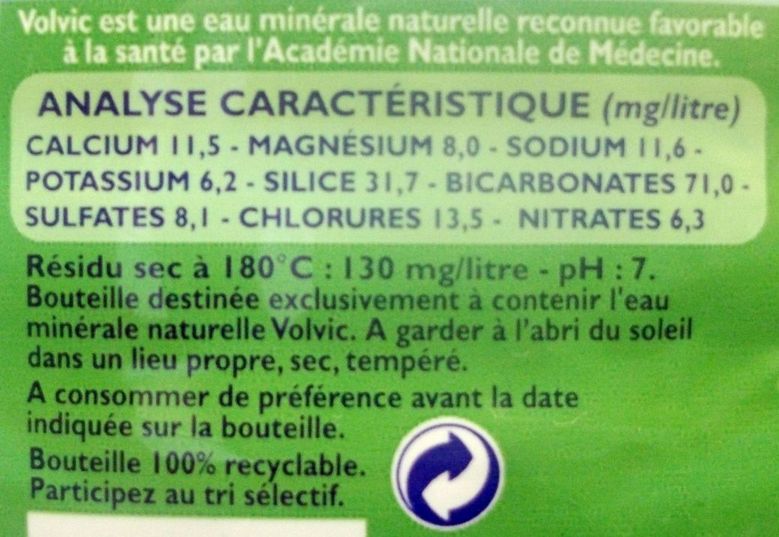 Volvic est une eau minérale naturelle reconnue favorable
à la santé par l'Académie Nationale de Médecine.
ANALYSE CARACTÉRISTIQUE (mg/litre)
CALCIUM 11,5 - MAGNÉSIUM 8,0 - SODIUM 11,6 -
POTASSIUM 6,2 - SILICE 31,7 - BICARBONATES 71,0 -
SULFATES 8,1 - CHLORURES 13,5 - NITRATES 6,3
Résidu sec à 180°C : 130 mg/litre - pH : 7.
Bouteille destinée exclusivement à contenir l'eau
minérale naturelle Volvic. A garder à l'abri du soleil
dans un lieu propre, sec, tempéré.
A consommer de préférence avant la date
indiquée sur la bouteille.
Bouteille 100% recyclable.
Participez au tri sélectif.